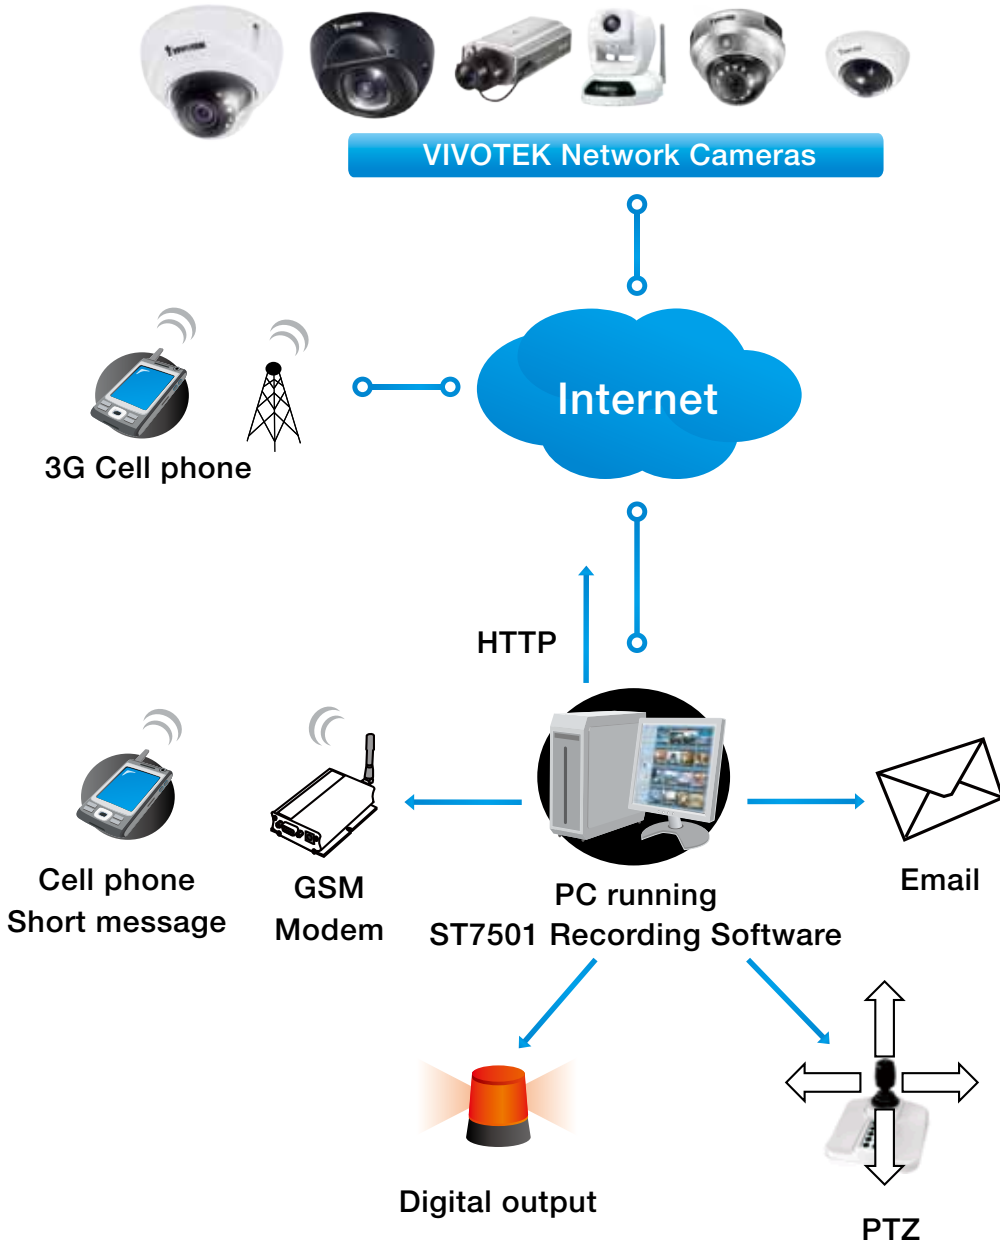 VIVOTEK
VIVOTEK Network Cameras
Internet
3G Cell phone
HTTP
Cell phone
Short message
GSM
Modem
PC running
ST7501 Recording Software
Email
Digital output
PTZ